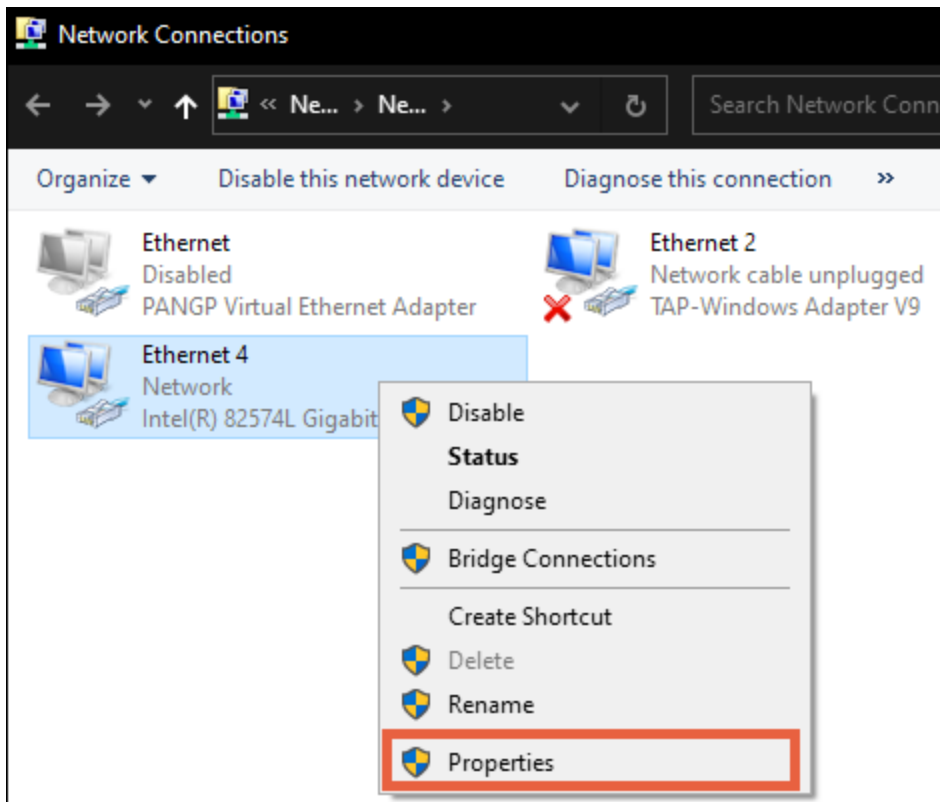 Network Connections
« Ne... › Ne... ›
Search Network Conn
Organize Disable this network device Diagnose this connection »
Ethernet
Disabled
PANGP Virtual Ethernet Adapter
Ethernet 2
Network cable unplugged
TAP-Windows Adapter V9
Ethernet 4
Network
Intel(R) 82574L Gigabit
Disable
Status
Diagnose
Bridge Connections
Create Shortcut
Delete
Rename
Properties